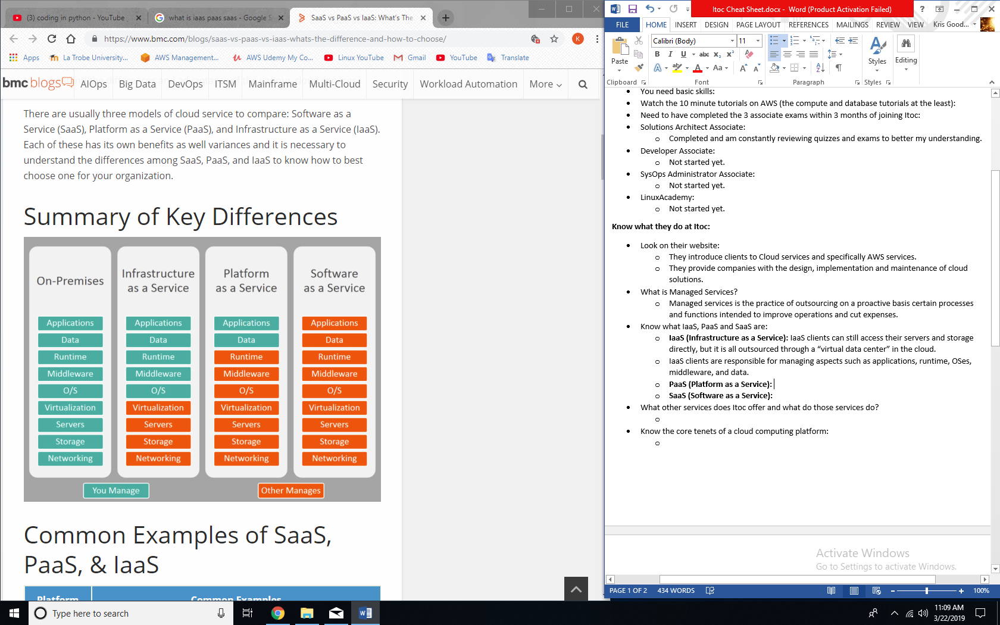 (3) coding in python - YouTube
what is iaas paas saas - Google S
SaaS vs PaaS vs IaaS: What's The
https://www.bmc.com/blogs/saas-vs-paas-vs-iaas-whats-the-difference-and-how-to-choose/
K
Apps
La Trobe University...
AWS Management...
AWS Udemy My Co...
Linux YouTube
Gmail
YouTube
Translate
bmc blogs
AIOps
Big Data
DevOps
ITSM
Mainframe
Multi-Cloud
Security
Workload Automation
More
There are usually three models of cloud service to compare: Software as a
Service (SaaS), Platform as a Service (PaaS), and Infrastructure as a Service (IaaS).
Each of these has its own benefits as well variances and it is necessary to
understand the differences among SaaS, PaaS, and IaaS to know how to best
choose one for your organization.
Summary of Key Differences
On-Premises
Applications
Data
Runtime
Middleware
O/S
Virtualization
Servers
Storage
Networking
Infrastructure
as a Service
Applications
Data
Runtime
Middleware
O/S
Virtualization
Servers
Storage
Networking
Platform
as a Service
Applications
Data
Runtime
Middleware
O/S
Virtualization
Servers
Storage
Networking
Software
as a Service
Applications
Data
Runtime
Middleware
O/S
Virtualization
Servers
Storage
Networking
You Manage
Other Manages
Common Examples of SaaS,
PaaS, & IaaS
Platform
Common Examples
Itoc Cheat Sheet.docx - Word (Product Activation Failed)
FILE
HOME
INSERT
DESIGN
PAGE LAYOUT
REFERENCES
MAILINGS
REVIEW
VIEW
Kris Good...
Paste
Clipboard
Calibri (Body)
11
Font
Paragraph
Styles
Styles
Editing
You need basic skills:
Watch the 10 minute tutorials on AWS (the compute and database tutorials at the least):
Need to have completed the 3 associate exams within 3 months of joining Itoc:
Solutions Architect Associate:
Completed and am constantly reviewing quizzes and exams to better my understanding.
Developer Associate:
Not started yet.
SysOps Administrator Associate:
Not started yet.
LinuxAcademy:
Not started yet.
Know what they do at Itoc:
Look on their website:
They introduce clients to Cloud services and specifically AWS services.
They provide companies with the design, implementation and maintenance of cloud
solutions.
What is Managed Services?
Managed services is the practice of outsourcing on a proactive basis certain processes
and functions intended to improve operations and cut expenses.
Know what IaaS, PaaS and SaaS are:
IaaS (Infrastructure as a Service): IaaS clients can still access their servers and storage
directly, but it is all outsourced through a “virtual data center” in the cloud.
IaaS clients are responsible for managing aspects such as applications, runtime, OSes,
middleware, and data.
PaaS (Platform as a Service):
SaaS (Software as a Service):
What other services does Itoc offer and what do those services do?
Know the core tenets of a cloud computing platform:
Activate Windows
Go to Settings to activate Windows.
PAGE 1 OF 2
434 WORDS
100%
Type here to search
11:09 AM
3/22/2019